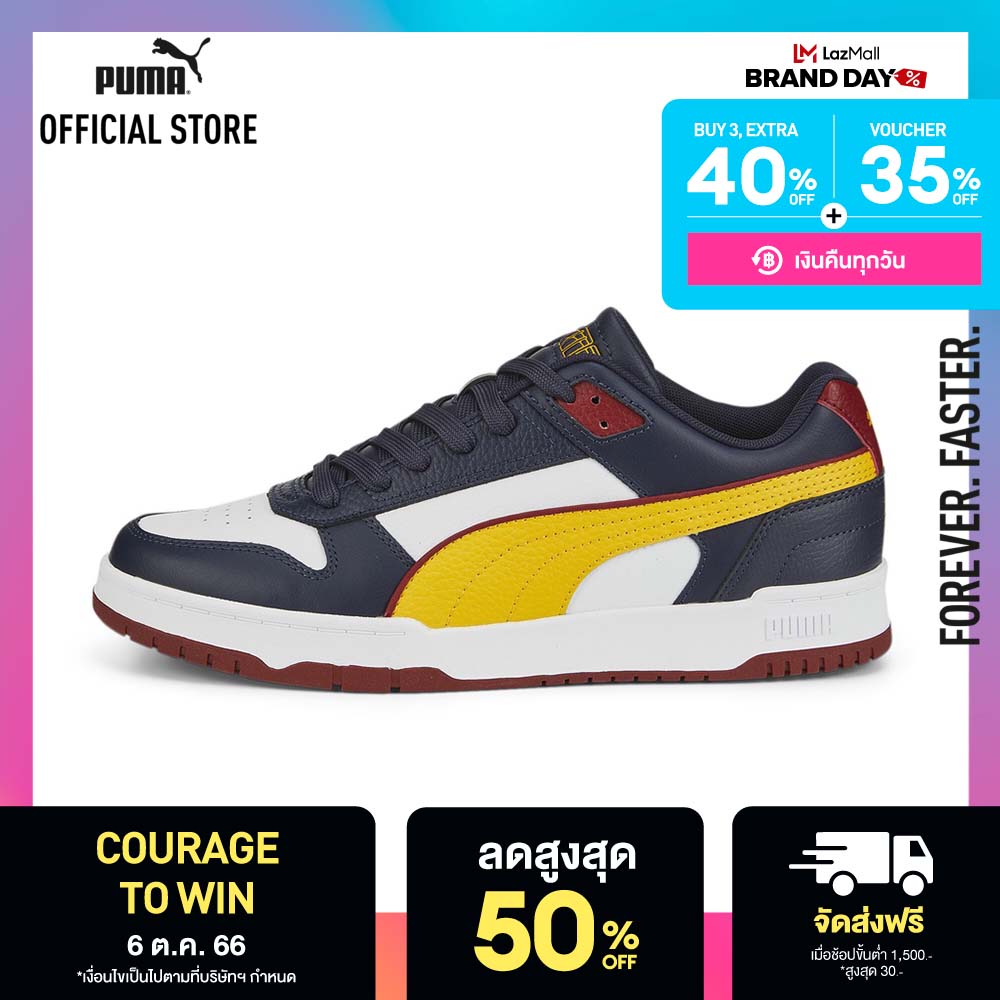 PUMA
OFFICIAL STORE
LazMall
BRAND DAY %
BUY 3, EXTRA
40% OFF
+
VOUCHER
35% OFF
฿ เงินคืนทุกวัน
FOREVER. FASTER.
PUMA
COURAGE
TO WIN
6 ต.ค. 66
*เงื่อนไขเป็นไปตามที่บริษัทฯ กำหนด
ลดสูงสุด
50% OFF
จัดส่งฟรี
เมื่อช้อปขั้นต่ำ 1,500.-
*สูงสุด 30.-